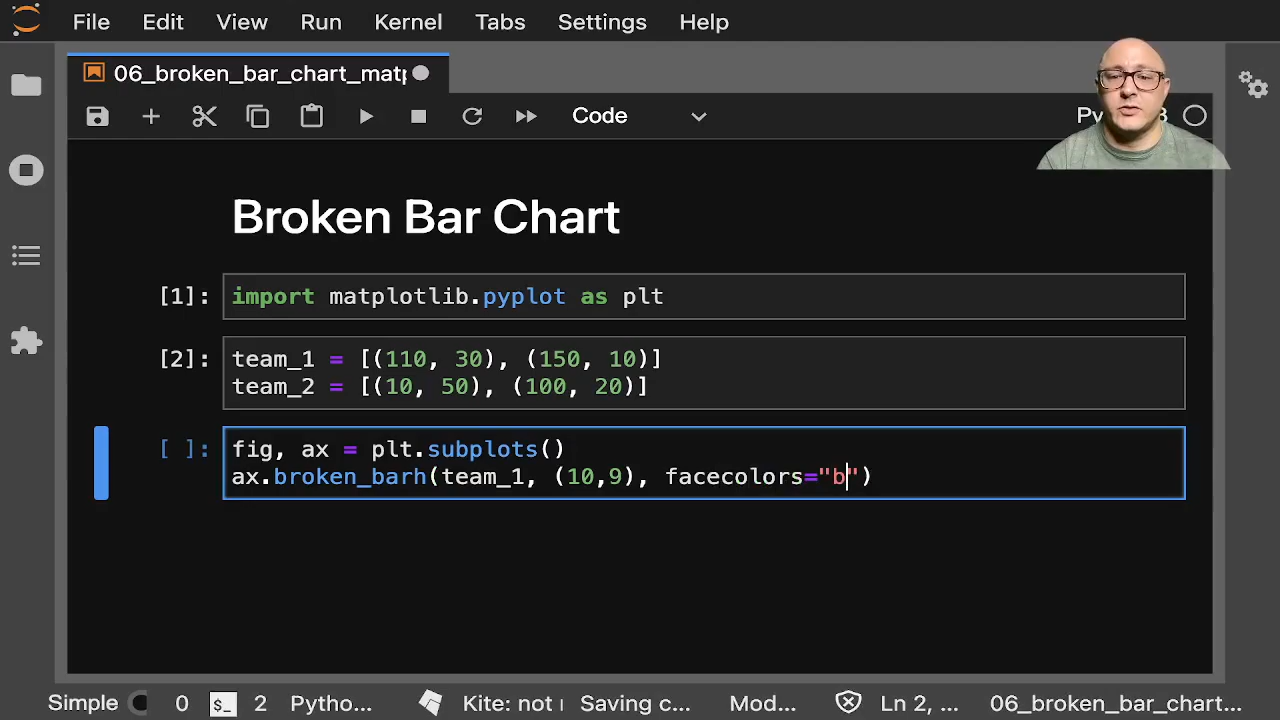 File Edit View Run Kernel Tabs Settings Help
06_broken_bar_chart_matp
Code
Broken Bar Chart
[1]: import matplotlib.pyplot as plt
[2]: team_1 = [(110, 30), (150, 10)]
team_2 = [(10, 50), (100, 20)]
[ ]: fig, ax = plt.subplots()
ax.broken_barh(team_1, (10,9), facecolors="b")
Simple 0 $_ 2 Pytho... Kite: not Saving c... Mod... Ln 2, ... 06_broken_bar_chart...